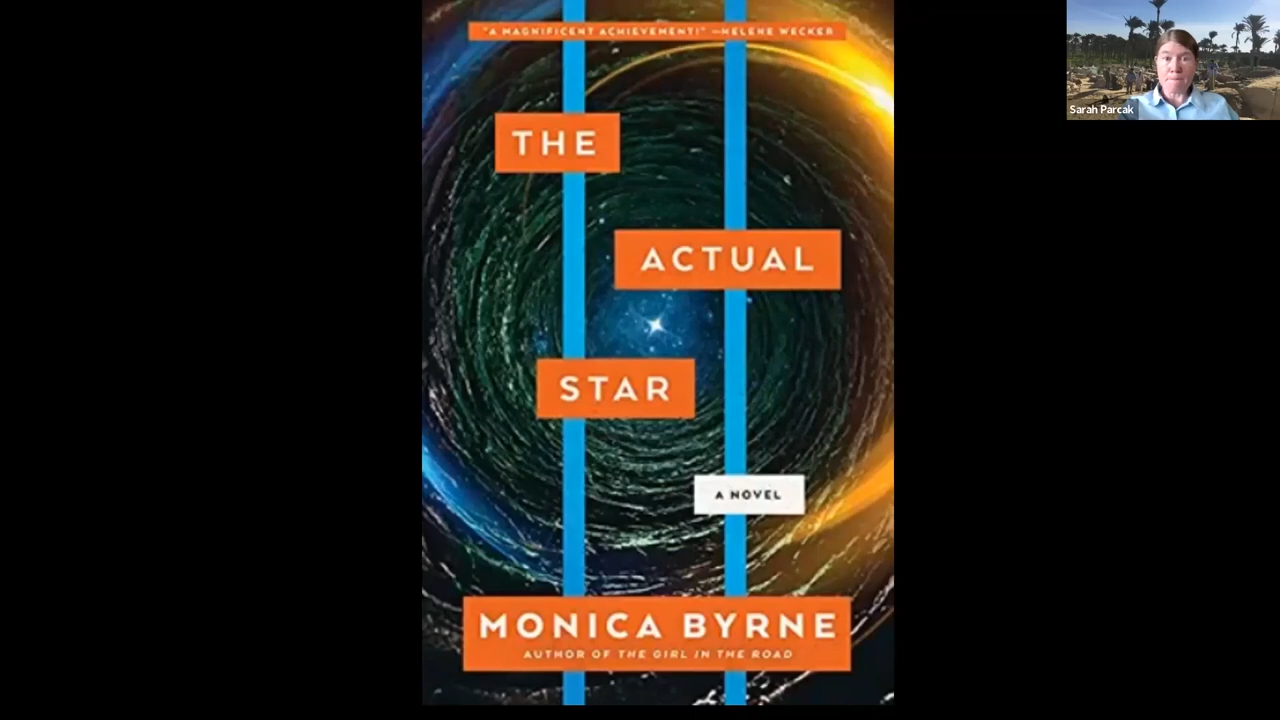 "A MAGNIFICENT ACHIEVEMENT!" —HELENE WECKER
THE
ACTUAL
STAR
A NOVEL
MONICA BYRNE
AUTHOR OF THE GIRL IN THE ROAD
Sarah Parcak